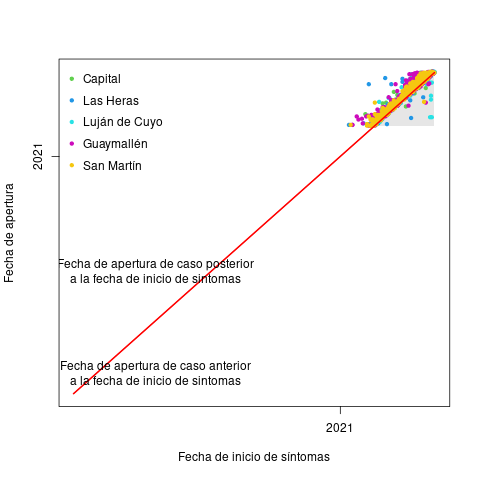 Capital
Las Heras
Luján de Cuyo
Guaymallén
San Martín
2021
Fecha de apertura
Fecha de apertura de caso posterior
a la fecha de inicio de sintomas
Fecha de apertura de caso anterior
a la fecha de inicio de sintomas
2021
Fecha de inicio de síntomas